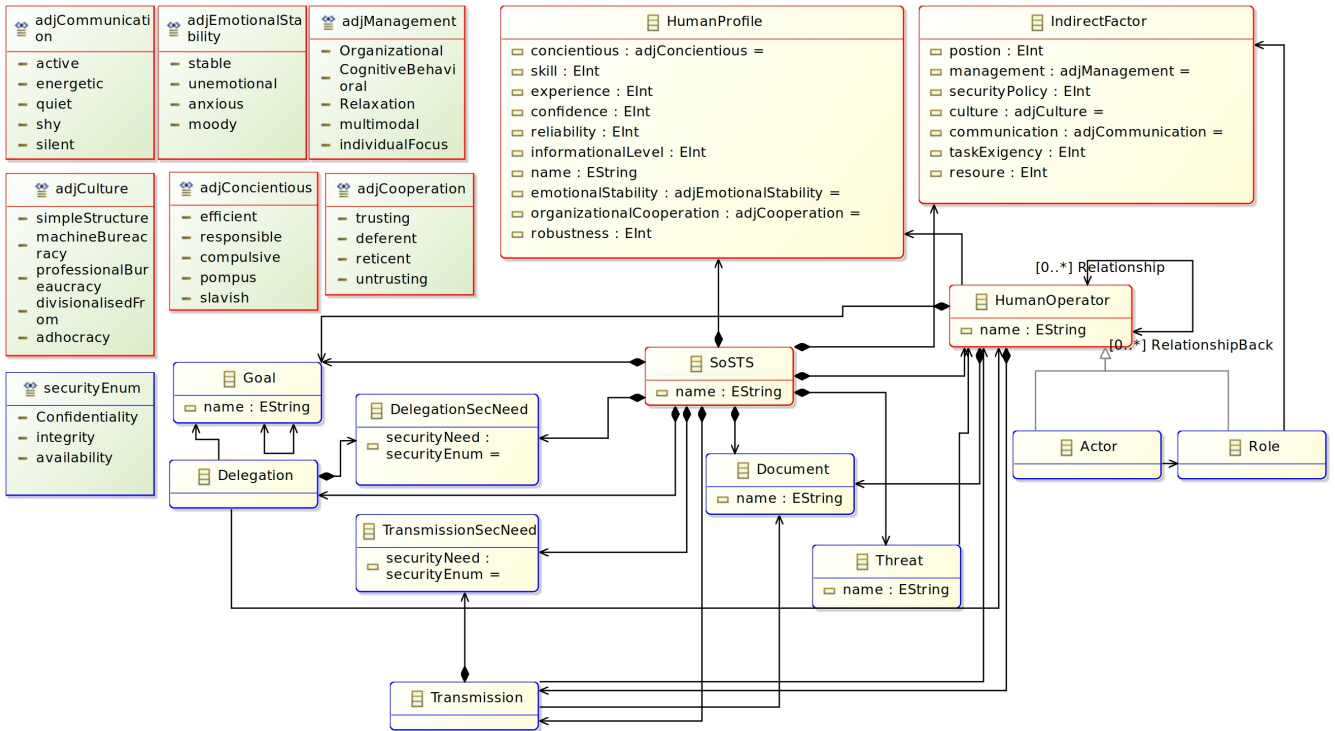 adjCommunicati
on
active
energetic
quiet
shy
silent
adjEmotionalSta
bility
stable
unemotional
anxious
moody
adjManagement
Organizational
CognitiveBehavi
oral
Relaxation
multimodal
individualFocus
HumanProfile
concientious : adjConcientious =
skill : EInt
experience : EInt
confidence : EInt
reliability : EInt
informationalLevel : EInt
name : EString
emotionalStability : adjEmotionalStability =
organizationalCooperation : adjCooperation =
robustness : EInt
IndirectFactor
postion : EInt
management : adjManagement =
securityPolicy : EInt
culture : adjCulture =
communication : adjCommunication =
taskExigency : EInt
resoure : EInt
adjCulture
simpleStructure
machineBureac
racy
professionalBur
eaucracy
divisionalisedFr
om
adhocracy
adjConcientious
efficient
responsible
compulsive
pompus
slavish
adjCooperation
trusting
deferent
reticent
untrusting
[0..*] Relationship
HumanOperator
name : EString
[0..*] RelationshipBack
securityEnum
Confidentiality
integrity
availability
Goal
name : EString
SoSTS
name : EString
DelegationSecNeed
securityNeed :
securityEnum =
Delegation
Document
name : EString
Actor
Role
TransmissionSecNeed
securityNeed :
securityEnum =
Threat
name : EString
Transmission